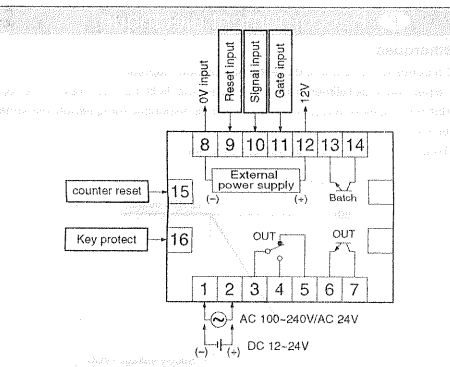 0V input
Reset input
Signal input
Gate input
12V
8 9 10 11 12 13 14
External
power supply
(-) (+)
Batch
counter reset
15
Key protect
16
OUT
OUT
1 2 3 4 5 6 7
AC 100~240V/AC 24V
(-) (+) DC 12~24V